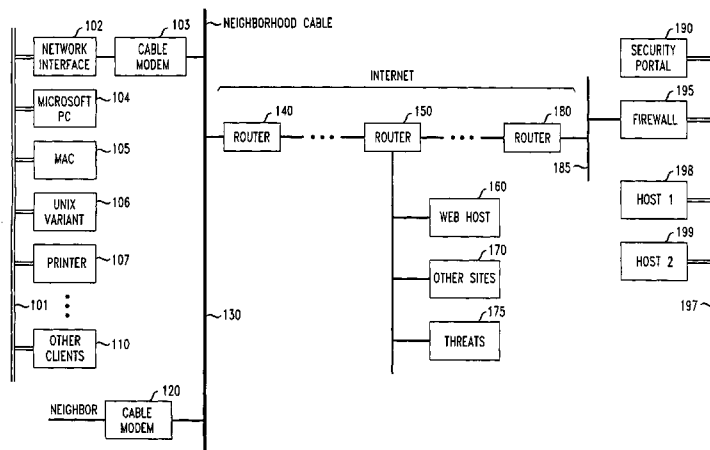 102
103
NEIGHBORHOOD CABLE
190
NETWORK
INTERFACE
CABLE
MODEM
SECURITY
PORTAL
INTERNET
104
MICROSOFT
PC
140
150
180
195
ROUTER
ROUTER
ROUTER
FIREWALL
105
MAC
185
106
UNIX
VARIANT
160
WEB HOST
198
HOST 1
107
PRINTER
170
OTHER SITES
199
HOST 2
101
130
175
THREATS
197
OTHER
CLIENTS
110
120
NEIGHBOR
CABLE
MODEM